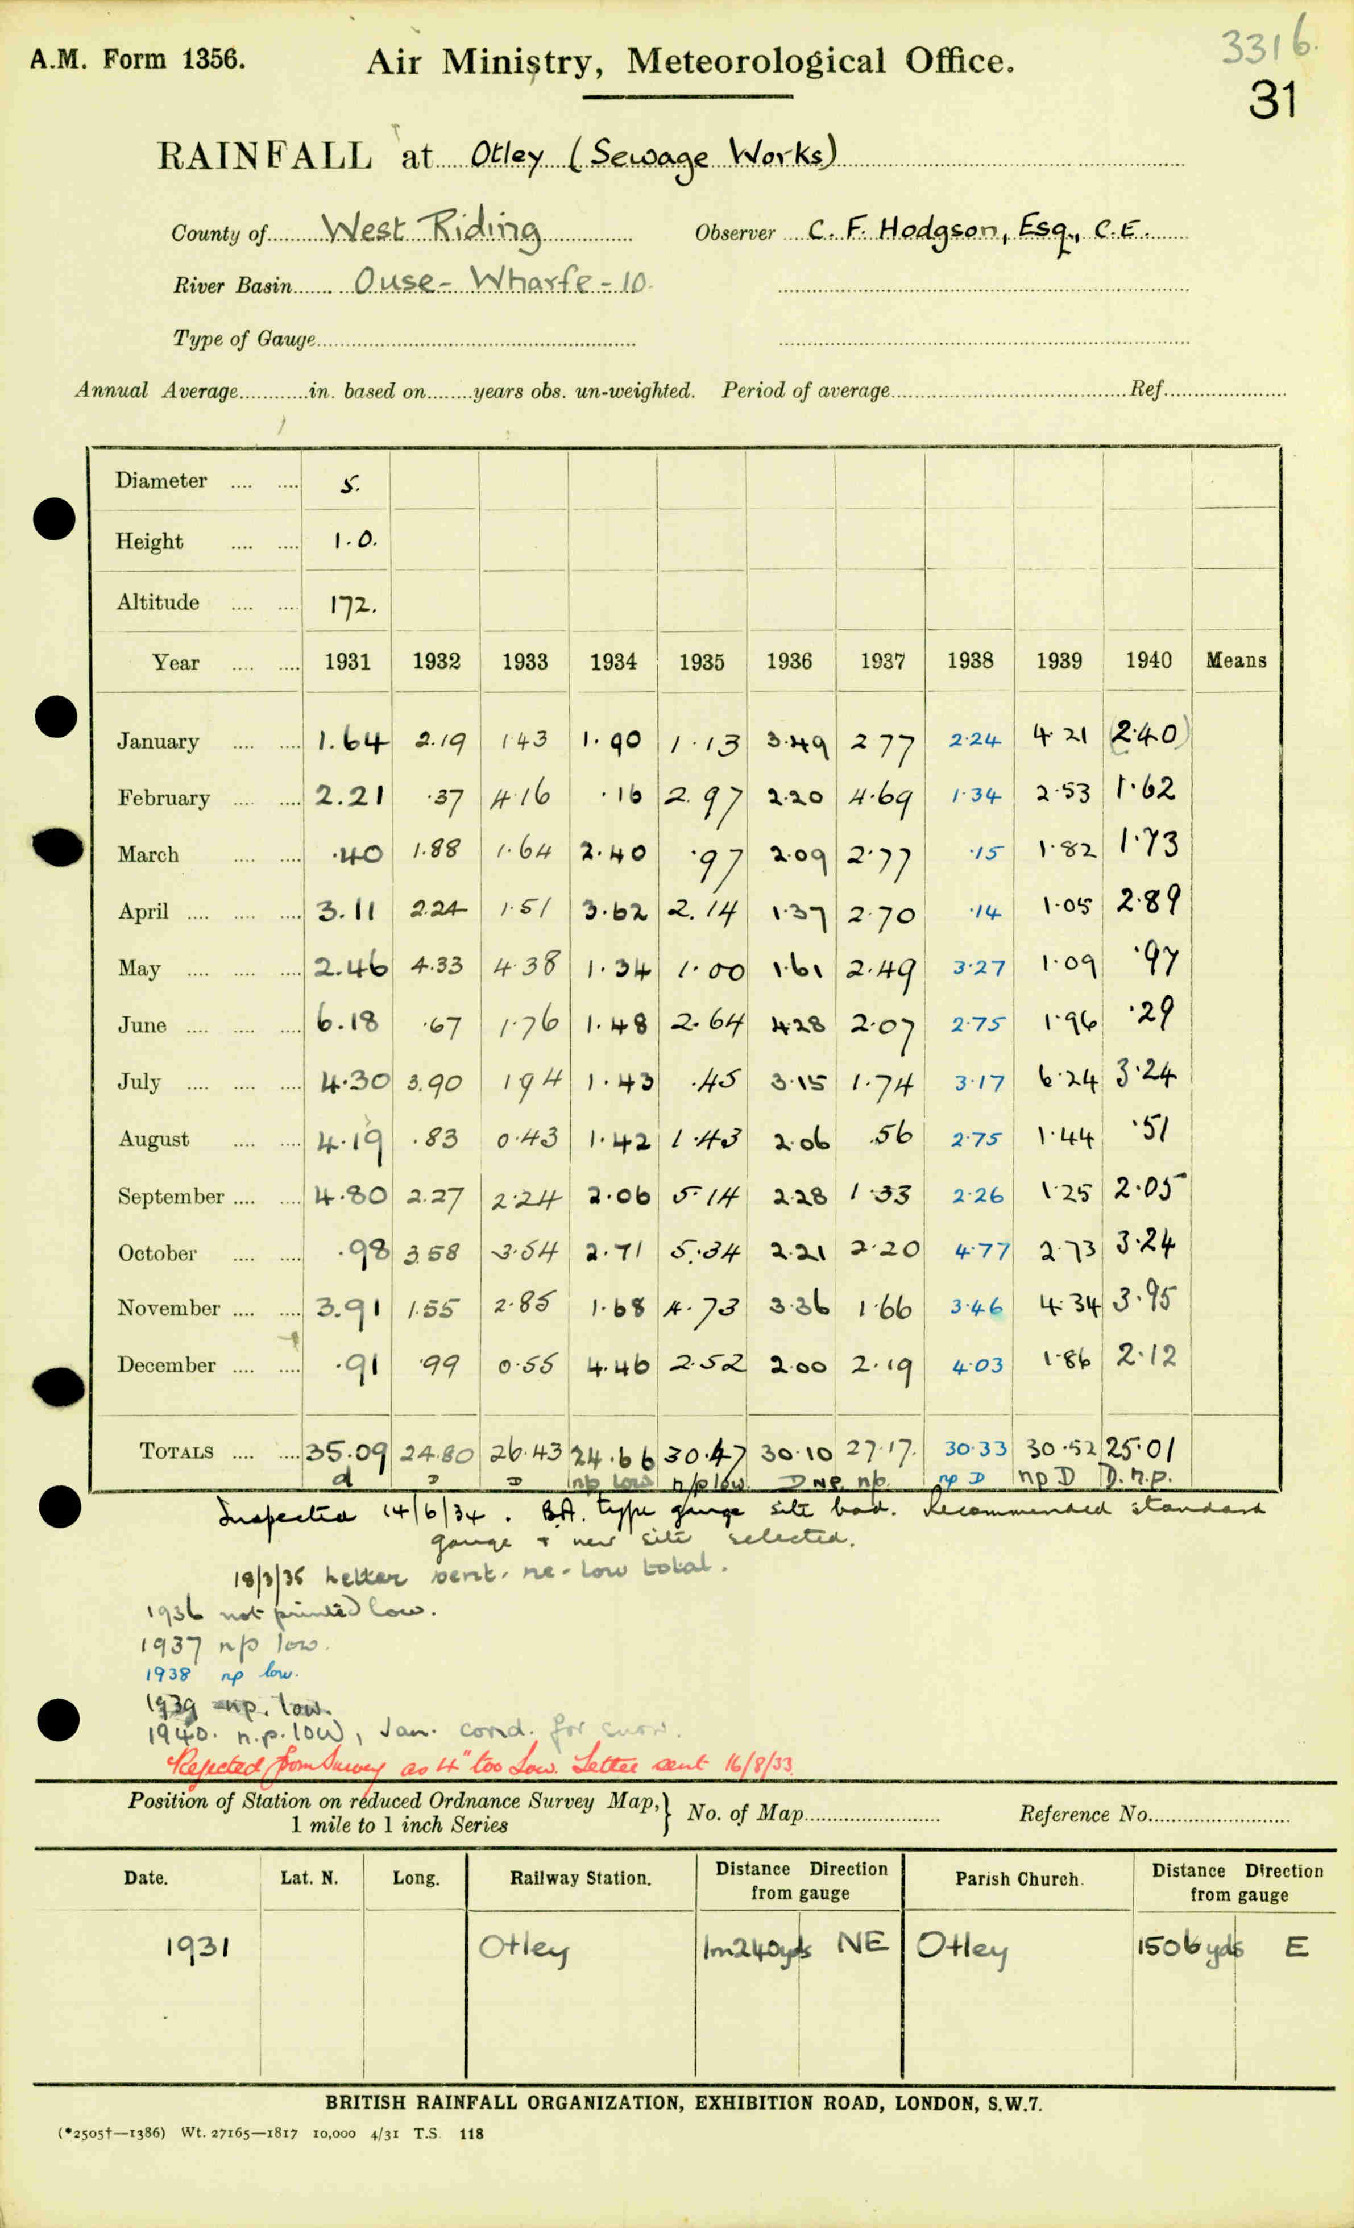 3316.
A.M. Form 1356. Air Ministry, Meteorological Office.
31
RAINFALL at Otley (Sewage Works)
County of West Riding Observer C. F. Hodgson, Esq., C.E.
River Basin Ouse - Wharfe - 10.
Type of Gauge
Annual Average in. based on years obs. un-weighted. Period of average Ref.
Diameter 5.
Height 1.0.
Altitude 172.
Year 1931 1932 1933 1934 1935 1936 1937 1938 1939 1940 Means
January 1.64 2.19 1.43 1.90 1.13 3.49 2.77 2.24 4.21 (2.40)
February 2.21 .37 4.16 .16 2.97 2.20 4.69 1.34 2.53 1.62
March .40 1.88 1.64 2.40 .97 2.09 2.77 .15 1.82 1.73
April 3.11 2.24 1.51 3.62 2.14 1.37 2.70 .14 1.05 2.89
May 2.46 4.33 4.38 1.34 1.00 1.61 2.49 3.27 1.09 .97
June 6.18 .67 1.76 1.48 2.64 4.28 2.07 2.75 1.96 .29
July 4.30 3.90 1.94 1.43 .45 3.15 1.74 3.17 6.24 3.24
August 4.19 .83 0.43 1.42 1.43 2.06 .56 2.75 1.44 .51
September 4.80 2.27 2.24 2.06 5.14 2.28 1.33 2.26 1.25 2.05
October .98 3.58 3.54 2.71 5.34 2.21 2.20 4.77 2.73 3.24
November 3.91 1.55 2.85 1.68 4.73 3.36 1.66 3.46 4.34 3.95
December .91 .99 0.55 4.46 2.52 2.00 2.19 4.03 1.86 2.12
TOTALS 35.09 24.80 26.43 24.66 30.47 30.10 27.17. 30.33 30.52 25.01
d D D np low n/p low D NP. np. np D np D D.n.p.
Inspected 14/6/34. B.A. type gauge site bad. Recommended standard
gauge + new site selected.
18/3/35 Letter sent. re-low total.
1936 not printed low.
1937 n/p low.
1938 np low.
1939 np. low.
1940. n.p. low, Jan. cond. for snow.
Rejected from Survey as 4" too Low. Letter sent 16/8/33.
Position of Station on reduced Ordnance Survey Map, } No. of Map Reference No.
1 mile to 1 inch Series
Date. Lat. N. Long. Railway Station. Distance Direction from gauge Parish Church. Distance Direction from gauge
1931 Otley 1m240yds NE Otley 1506yds E
BRITISH RAINFALL ORGANIZATION, EXHIBITION ROAD, LONDON, S.W.7.
(*2505†—1386) Wt. 27165—1817 10,000 4/31 T.S. 118